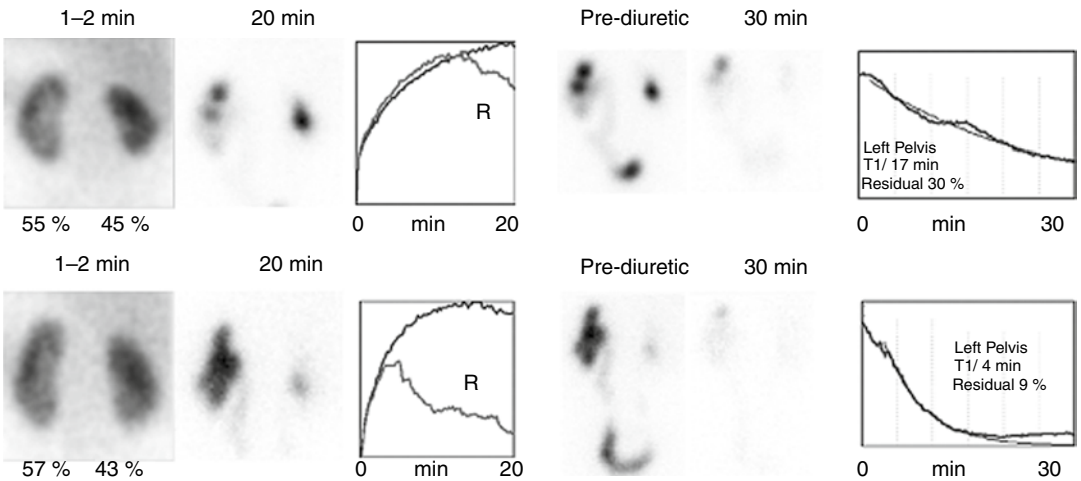 1–2 min 20 min Pre-diuretic 30 min
R
Left Pelvis
T1/ 17 min
Residual 30 %
55 % 45 % 0 min 20 0 min 30
1–2 min 20 min Pre-diuretic 30 min
Left Pelvis
T1/ 4 min
R
Residual 9 %
57 % 43 % 0 min 20 0 min 30